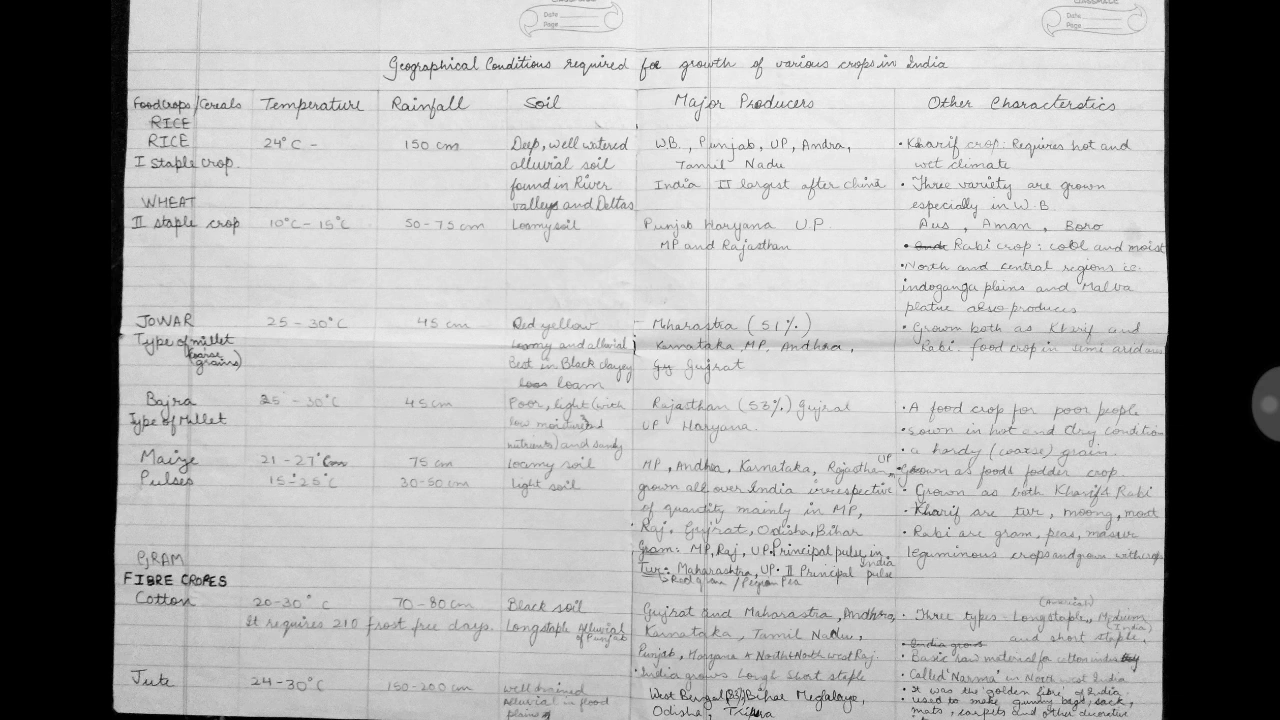 CLASSMATE
Date
Page
CLASSMATE
Date
Page
Geographical Conditions required for growth of various crops in India
Foodcrops/Cereals Temperature Rainfall Soil Major Producers Other Characterstics
RICE
RICE 24°C - 150 cm Deep, well watered WB., Punjab, UP, Andra, • Kharif crop: Requires hot and
I staple crop. alluvial soil Tamil Nadu wet climate
found in River India II largest after china • Three variety are grown
WHEAT valleys and Deltas especially in W.B.
II staple crop 10°C-15°C 50-75 cm Loamy soil Punjab Haryana U.P. Aus, Aman, Boro
MP and Rajasthan • Rabi crop: cool and moist
• North and central regions ie.
indoganga plains and Malva
platue also produces
JOWAR 25-30°C 45 cm Red yellow Mharastra (51%) • Grown both as Kharif and
Type of millet Loamy and alluvial Karnataka, MP, Andhra, Rabi food crop in simi arid
(coarse grains) Best in Black clayey Gy Gujrat
loam
Bajra 25-30°C 45 cm Poor, light (with Rajasthan (53%) Gujrat • A food crop for poor people
Type of Millet low moisture and UP Haryana. • sown in hot and dry condition
nutrients) and sandy • a hardy (coarse) grain.
Maize 21-27°Cm 75 cm Loamy soil MP, Andhra, Karnataka, Rajasthan, UP • Grown as food & fodder crop.
Pulses 15-25°C 30-50 cm light soil grown all over India irrespective • Grown as both Kharif & Rabi
of quantity mainly in MP, • Kharif are tur, moong, moat
Raj, Gujrat, Odisha, Bihar • Rabi are gram, peas, masur
Gram: MP, Raj, UP. Principal pulse in India leguminous crops and grown with crop
GRAM Tur: Maharashtra, UP. II Principal pulse
Red gram / Pegion Pea
FIBRE CROPES
Cotton 20-30°C 70-80 cm Black soil Gujrat and Maharastra, Andhra, • Three types - Longstaple, (American) Medium (India)
It requires 210 frost free days. Longstaple Alluvial of Punjab Karnataka, Tamil Nadu, and short staple,
India grows
Punjab, Haryana & North & North west Raj. • Basic raw material for cotton industry
• India grows Long & Short staple • Called 'Narma' in North west India
Jute 24-30°C 150-200 cm well drained West Bengal Bihar Megalaya, • It was the 'golden fibre' of India.
Alluvial in flood Odisha, Tripura • used to make gunny bags, sack,
plains mats, carpets and other decorative